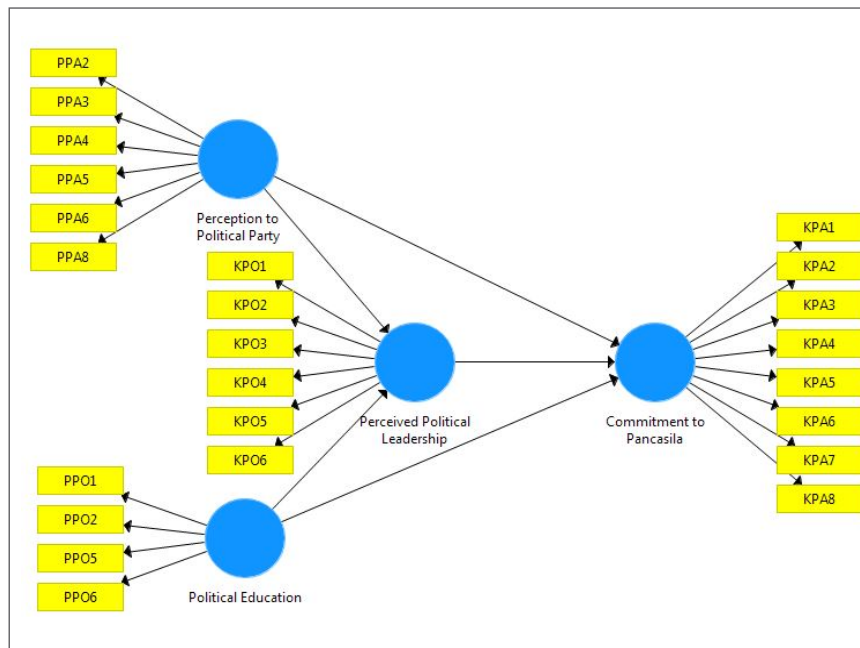 PPA2
PPA3
PPA4
PPA5
PPA6
PPA8
Perception to
Political Party
KPO1
KPO2
KPO3
KPO4
KPO5
KPO6
Perceived Political
Leadership
KPA1
KPA2
KPA3
KPA4
KPA5
KPA6
KPA7
KPA8
Commitment to
Pancasila
PPO1
PPO2
PPO5
PPO6
Political Education